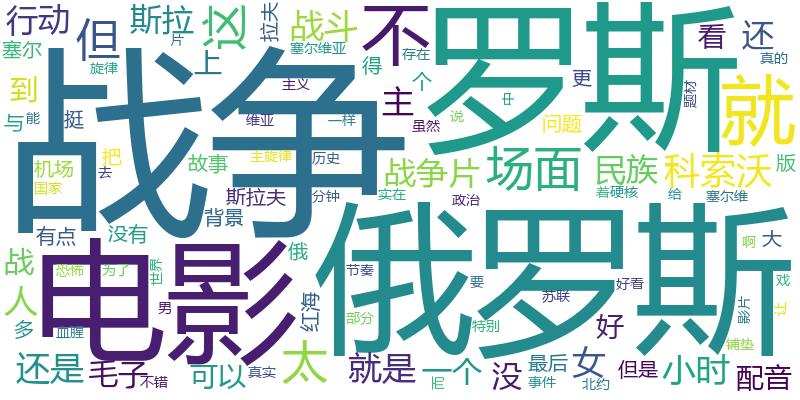 行动
但
斯拉
片
这
拉夫
战斗
不
罗斯
看
还
塞尔
旋律
上
塞尔维亚
得
存在
真的
到
战争
主义
个
主
更
中
题材
就
与
能
挺
维亚
一样
虽然
说
问题
机场
把
故事
主旋律
历史
战争片
场面
民族
科索沃
版
国家
去
斯拉夫
分钟
实在
政治
着硬核
给
塞尔维
有点
没有
背景
俄罗斯
战
恐怖
为了
世界
电影
俄
节奏
要
苏联
好看
啊
大
人
男
红海
影片
戏
让
多
血腥
部分
特别
好
铺垫
还是
毛子
不错
可以
真实
太
就是
一个
没
最后
事件
女
北约
但是
小时
配音